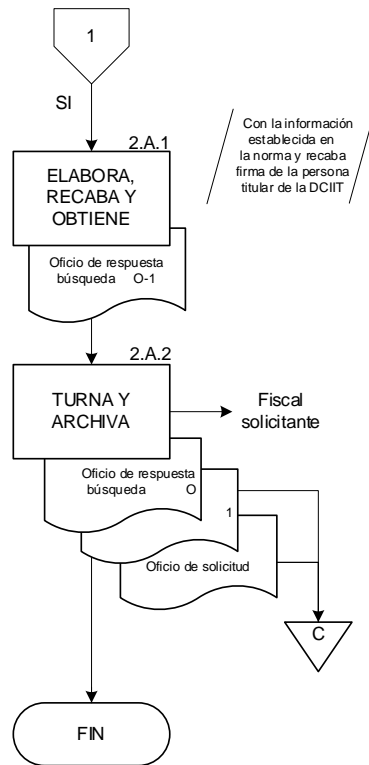 1
SI
2.A.1
Con la información
establecida en
la norma y recaba
firma de la persona
titular de la DCIIT
ELABORA,
RECABA Y
OBTIENE
Oficio de respuesta
búsqueda O-1
2.A.2
TURNA Y
ARCHIVA
Fiscal
solicitante
Oficio de respuesta
búsqueda O
1
Oficio de solicitud
C
FIN